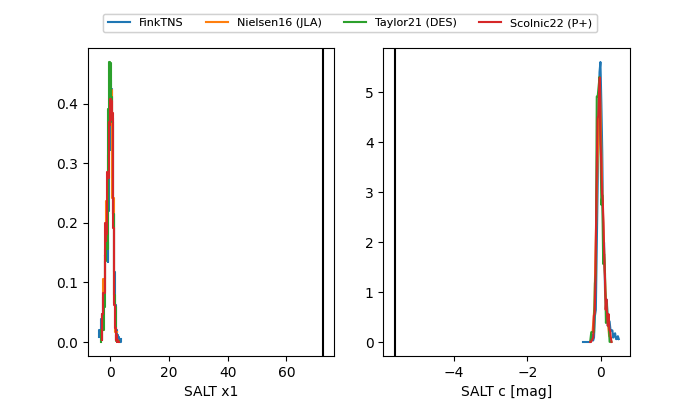 FinkTNS Nielsen16 (JLA) Taylor21 (DES) Scolnic22 (P+)
0.4
0.3
0.2
0.1
0.0
0 20 40 60
SALT x1
5
4
3
2
1
0
−4 −2 0
SALT c [mag]